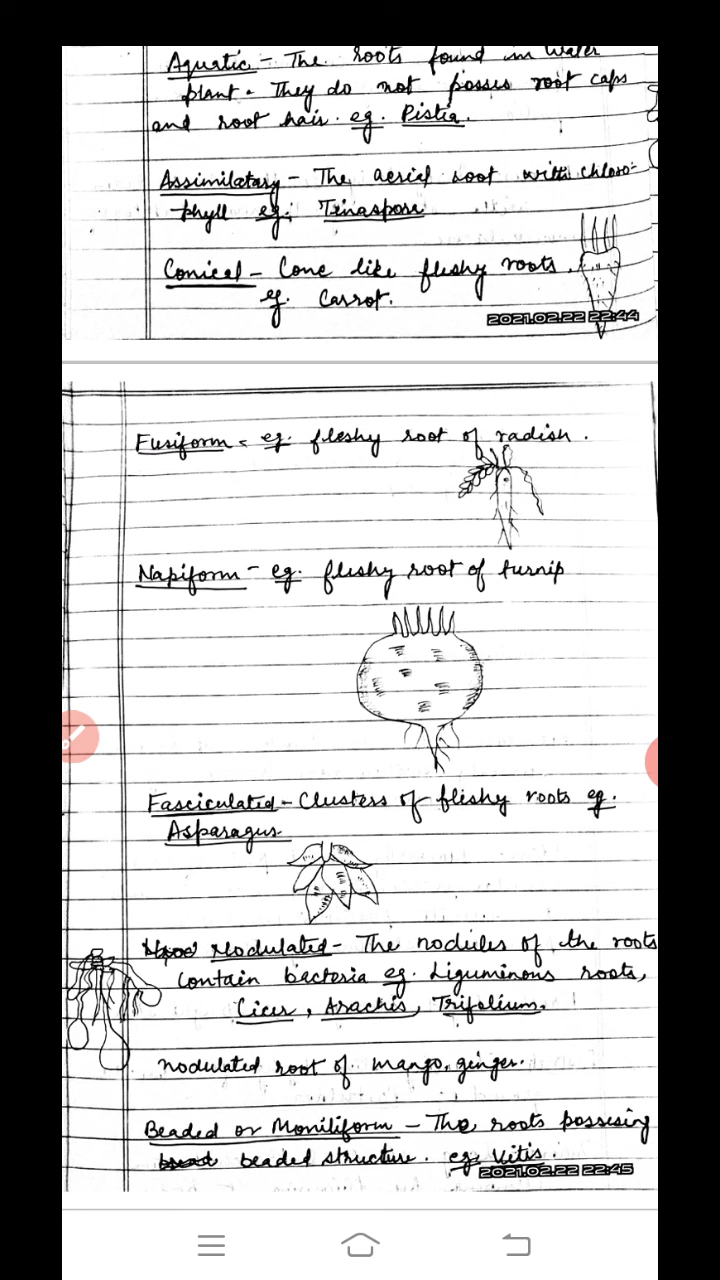 Aquatic - The roots found in water
plant. They do not posses root caps
and root hair. eg. Pistia.
Assimilatary - The aerial root with chloro-
phyll eg. Tinaspora
Conical - Cone like fleshy roots.
eg. Carrot.
2021.02.22 22:44
Fusiform - eg. fleshy root of radish.
Napiform - eg. fleshy root of turnip
Fasciculated - Clusters of fleshy roots eg.
Asparagus
Nodulated - The nodules of the roots
contain bacteria eg. Liguminous roots,
Cicer, Arachis, Trifolium.
nodulated root of mango, ginger.
Beaded or Moniliform - The roots possesing
beaded structure. eg. Vitis.
2021.02.22 22:45